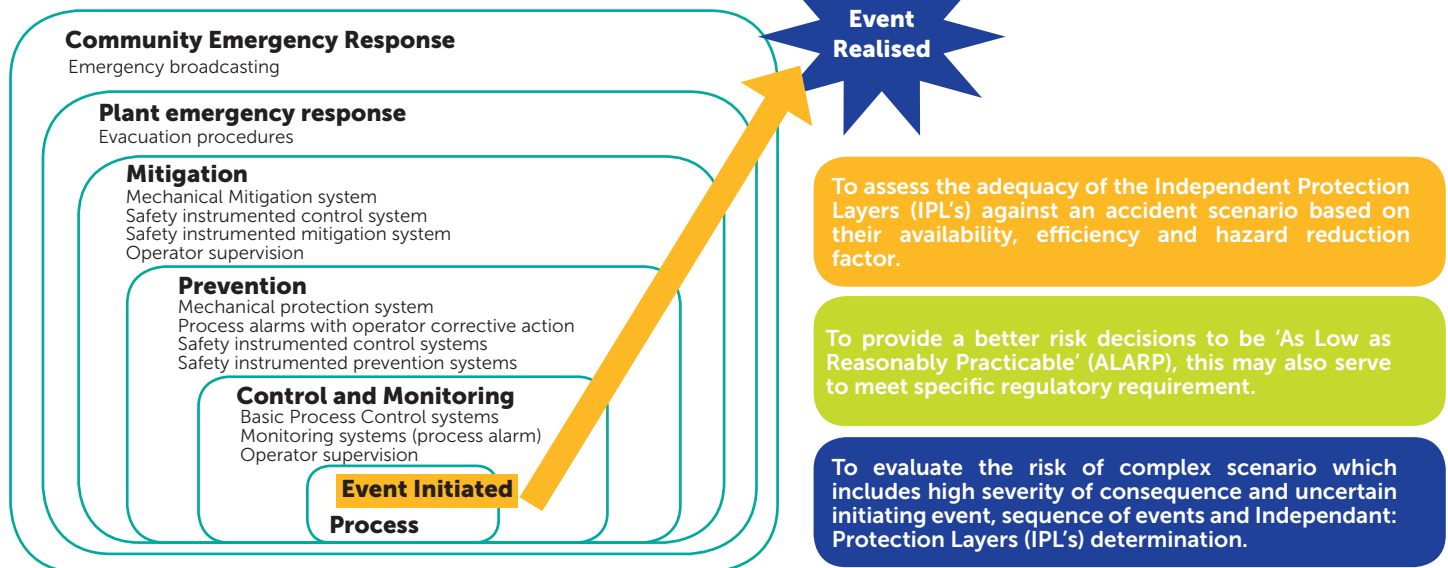 Community Emergency Response
Emergency broadcasting
Plant emergency response
Evacuation procedures
Mitigation
Mechanical Mitigation system
Safety instrumented control system
Safety instrumented mitigation system
Operator supervision
Prevention
Mechanical protection system
Process alarms with operator corrective action
Safety instrumented control systems
Safety instrumented prevention systems
Control and Monitoring
Basic Process Control systems
Monitoring systems (process alarm)
Operator supervision
Event Initiated
Process
Event
Realised
To assess the adequacy of the Independent Protection
Layers (IPL's) against an accident scenario based on
their availability, efficiency and hazard reduction
factor.
To provide a better risk decisions to be 'As Low as
Reasonably Practicable' (ALARP), this may also serve
to meet specific regulatory requirement.
To evaluate the risk of complex scenario which
includes high severity of consequence and uncertain
initiating event, sequence of events and Independant:
Protection Layers (IPL's) determination.